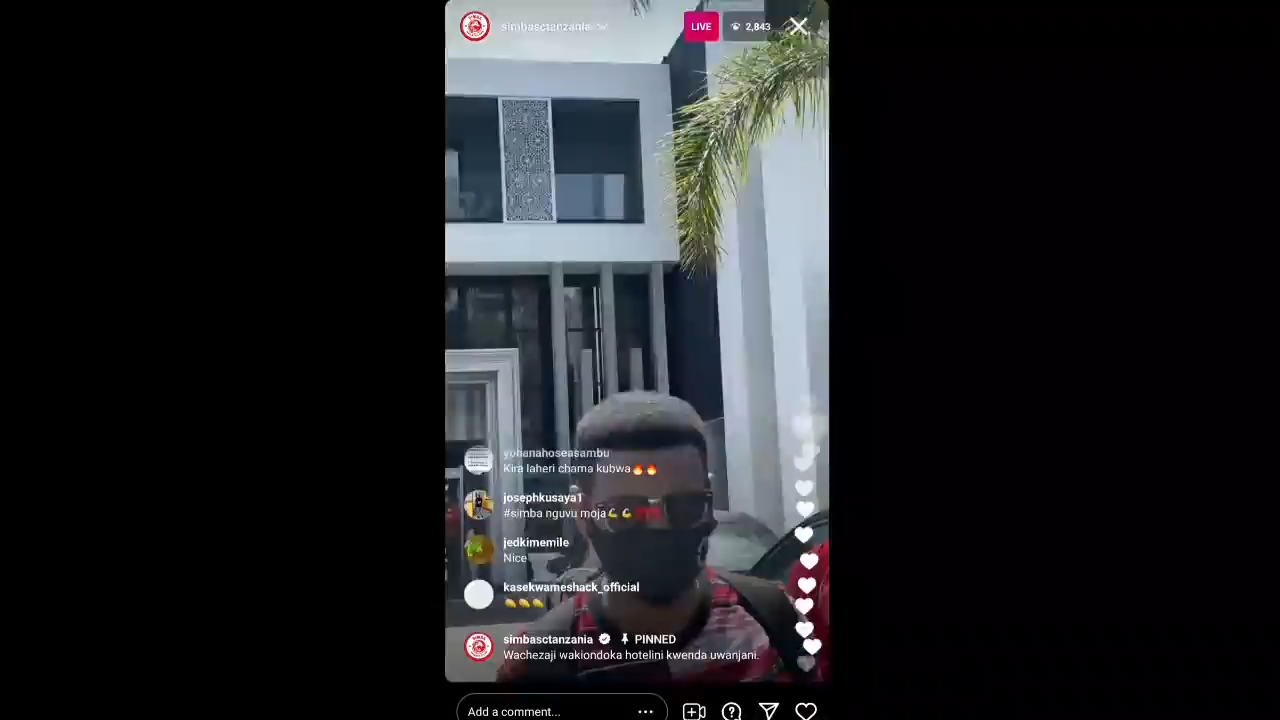 simbasctanzania
LIVE
2,843
yohanahoseasambu
Kira laheri chama kubwa🔥🔥
josephkusaya1
#simba nguvu moja💪💪
jedkimemile
Nice
kasekwameshack_official
simbasctanzania PINNED
Wachezaji wakiondoka hotelini kwenda uwanjani.
Add a comment...